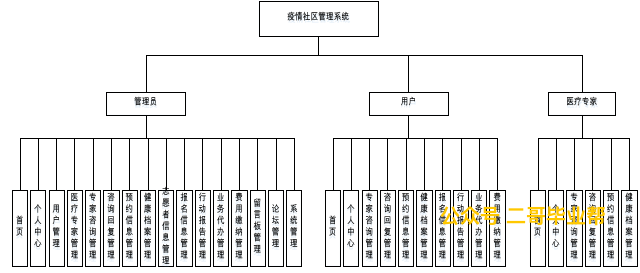 疫情社区管理系统
管理员
用户
医疗专家
首页
个人中心
用户管理
医疗专家管理
专家咨询管理
咨询回复管理
预约信息管理
健康档案管理
志愿者信息管理
报名信息管理
行动报告管理
业务代办管理
费用缴纳管理
留言板管理
论坛管理
系统管理
首页
个人中心
专家咨询管理
咨询回复管理
预约信息管理
健康档案管理
报名信息管理
行动报告管理
业务代办管理
费用缴纳管理
首页
个人中心
专家咨询管理
咨询回复管理
预约信息管理
健康档案管理
公众号 二哥毕业帮